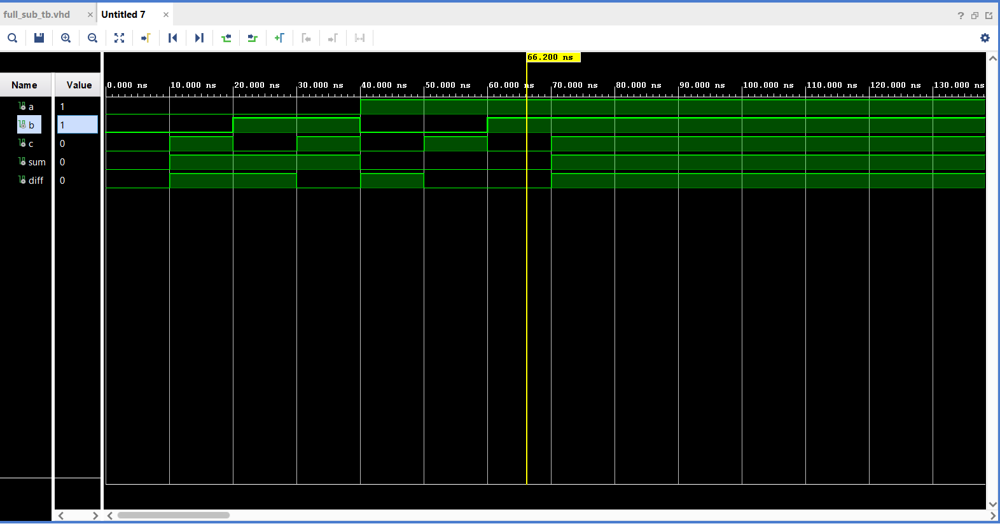 full_sub_tb.vhd × Untitled 7 ×
?
66.200 ns
Name Value
0.000 ns 10.000 ns 20.000 ns 30.000 ns 40.000 ns 50.000 ns 60.000 ns 70.000 ns 80.000 ns 90.000 ns 100.000 ns 110.000 ns 120.000 ns 130.000 ns
a 1
b 1
c 0
sum 0
diff 0